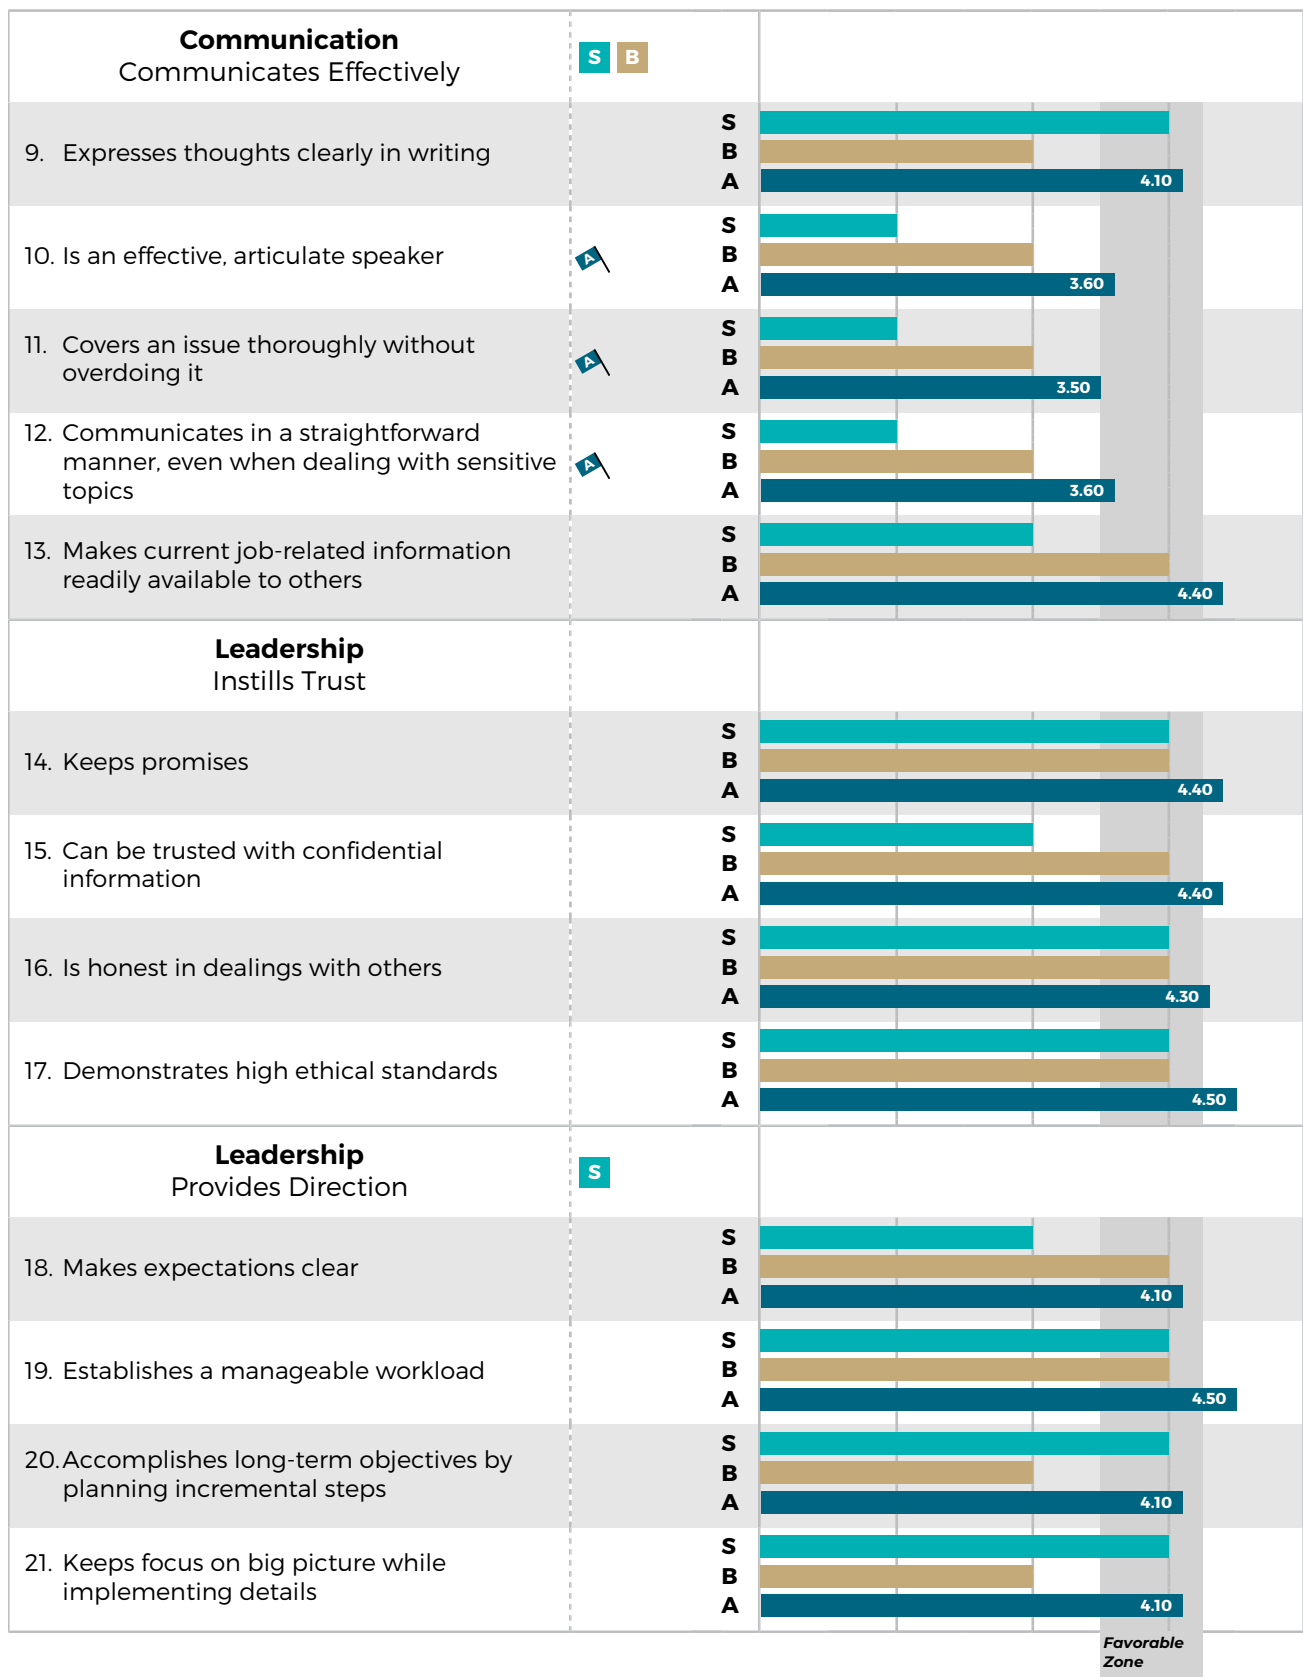 Communication
Communicates Effectively
S B
9. Expresses thoughts clearly in writing
S
B
A 4.10
10. Is an effective, articulate speaker
A
S
B
A 3.60
11. Covers an issue thoroughly without
overdoing it
A
S
B
A 3.50
12. Communicates in a straightforward
manner, even when dealing with sensitive
topics
A
S
B
A 3.60
13. Makes current job-related information
readily available to others
S
B
A 4.40
Leadership
Instills Trust
14. Keeps promises
S
B
A 4.40
15. Can be trusted with confidential
information
S
B
A 4.40
16. Is honest in dealings with others
S
B
A 4.30
17. Demonstrates high ethical standards
S
B
A 4.50
Leadership
Provides Direction
S
18. Makes expectations clear
S
B
A 4.10
19. Establishes a manageable workload
S
B
A 4.50
20. Accomplishes long-term objectives by
planning incremental steps
S
B
A 4.10
21. Keeps focus on big picture while
implementing details
S
B
A 4.10
Favorable
Zone